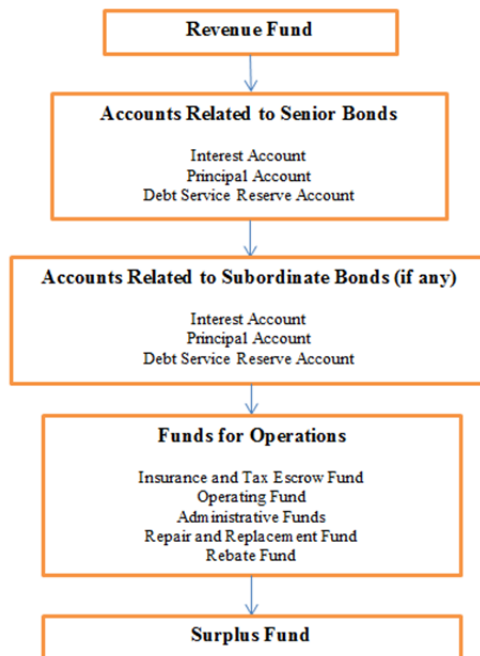 Revenue Fund
Accounts Related to Senior Bonds
Interest Account
Principal Account
Debt Service Reserve Account
Accounts Related to Subordinate Bonds (if any)
Interest Account
Principal Account
Debt Service Reserve Account
Funds for Operations
Insurance and Tax Escrow Fund
Operating Fund
Administrative Funds
Repair and Replacement Fund
Rebate Fund
Surplus Fund